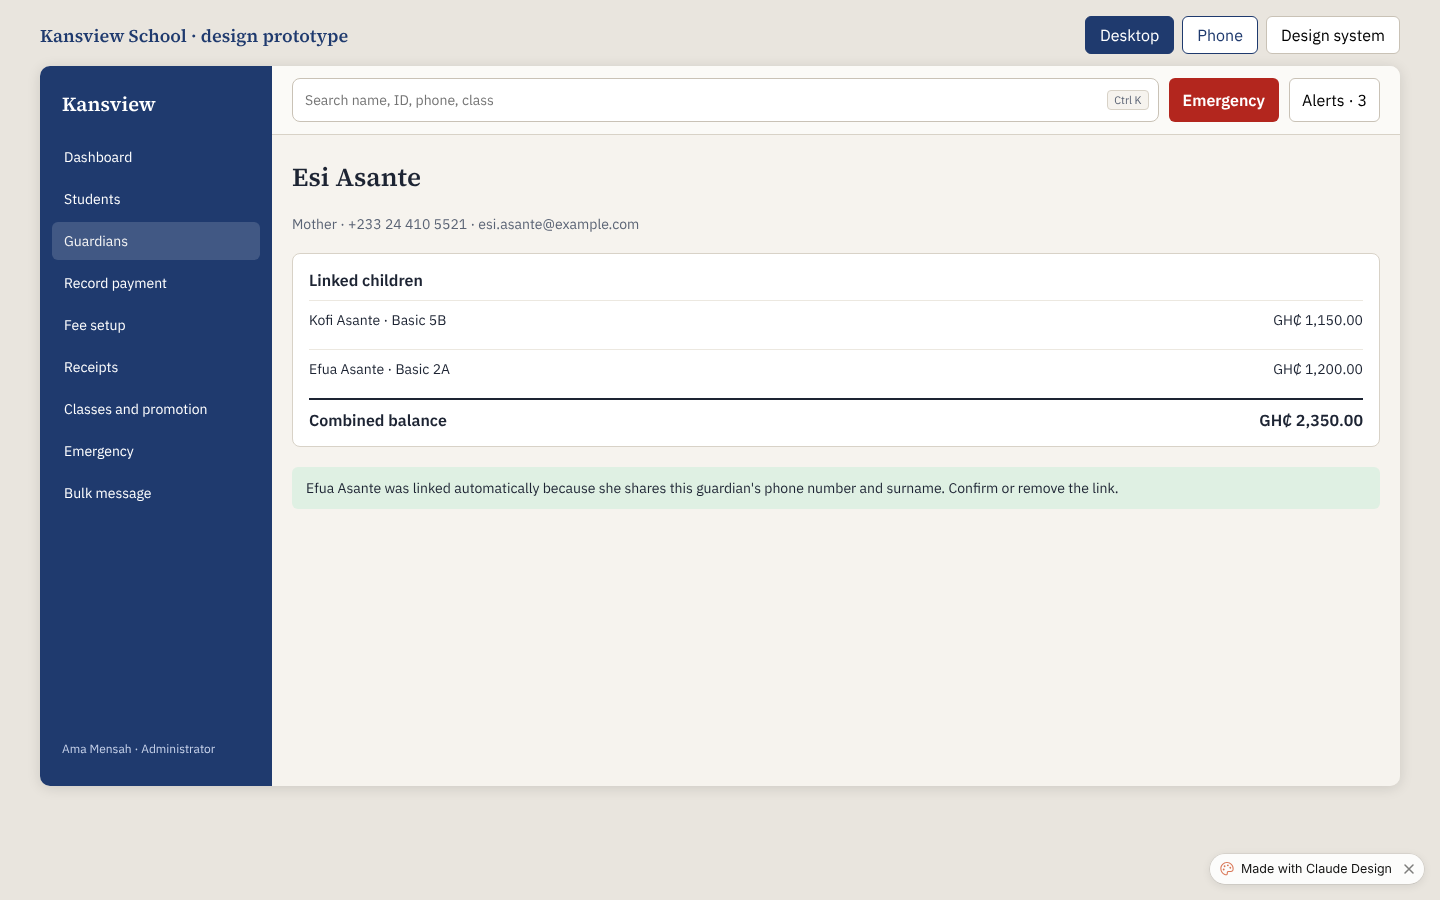 Kansview School · design prototype
Desktop
Phone
Design system
Kansview
Dashboard
Students
Guardians
Record payment
Fee setup
Receipts
Classes and promotion
Emergency
Bulk message
Ama Mensah · Administrator
Search name, ID, phone, class
Ctrl K
Emergency
Alerts · 3
Esi Asante
Mother · +233 24 410 5521 · esi.asante@example.com
Linked children
Kofi Asante · Basic 5B GH₵ 1,150.00
Efua Asante · Basic 2A GH₵ 1,200.00
Combined balance GH₵ 2,350.00
Efua Asante was linked automatically because she shares this guardian's phone number and surname. Confirm or remove the link.
Made with Claude Design